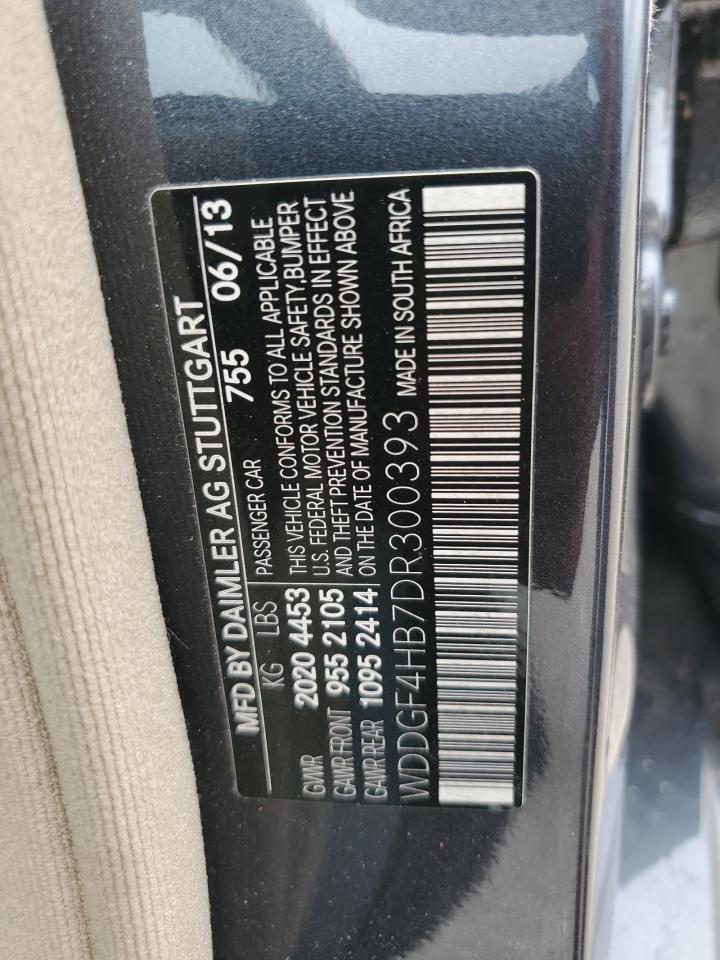 MFD BY DAIMLER AG STUTTGART
755 06/13
KG LBS
PASSENGER CAR
GVWR 2020 4453
GAWR FRONT 955 2105
GAWR REAR 1095 2414
THIS VEHICLE CONFORMS TO ALL APPLICABLE
U.S. FEDERAL MOTOR VEHICLE SAFETY,BUMPER
AND THEFT PREVENTION STANDARDS IN EFFECT
ON THE DATE OF MANUFACTURE SHOWN ABOVE
WDDGF4HB7DR300393 MADE IN SOUTH AFRICA